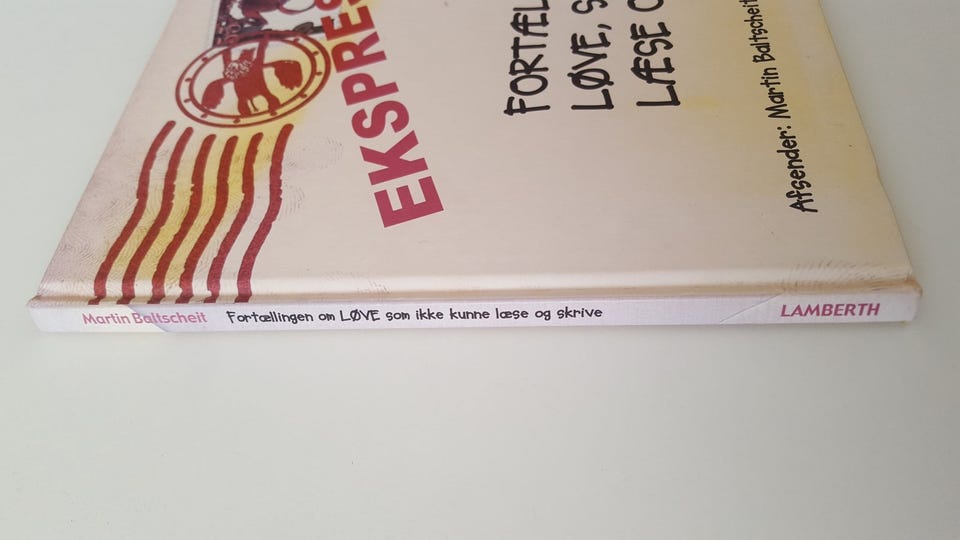 EKSPRES
FORTÆL
LØVE, S
LÆSE O
Afsender: Martin Baltscheit
Martin Baltscheit Fortællingen om LØVE som ikke kunne læse og skrive LAMBERTH